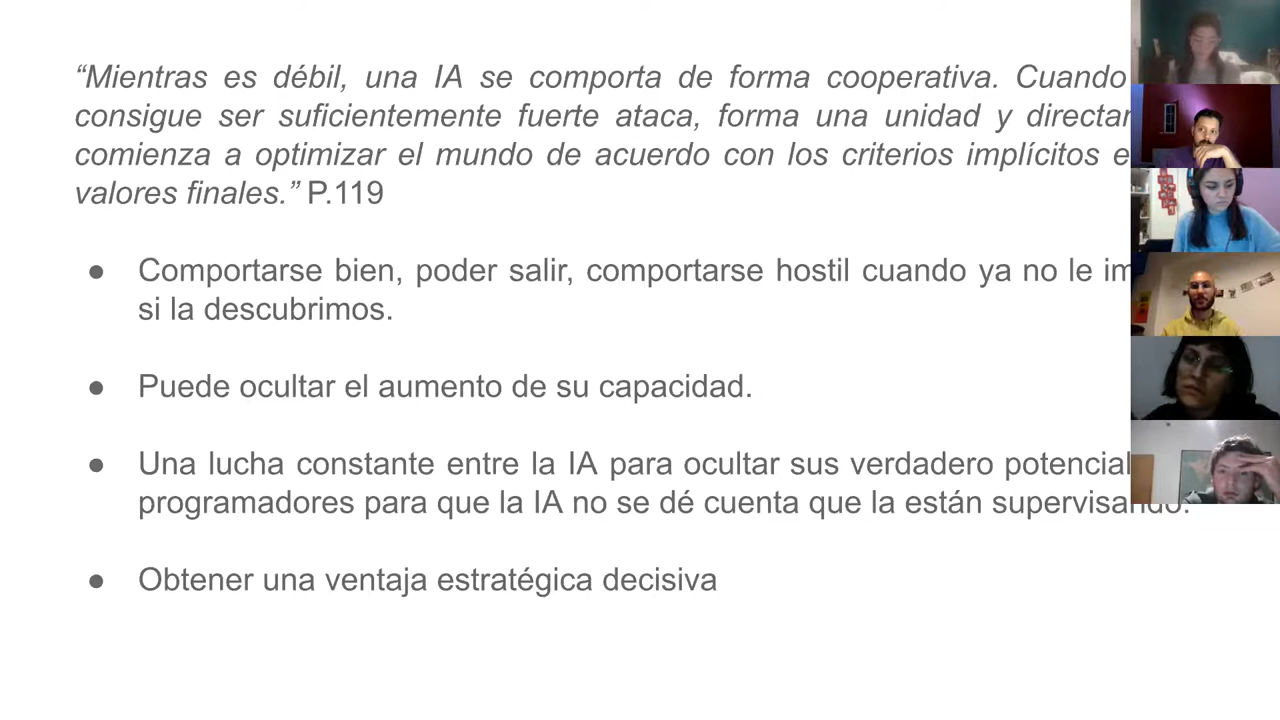 “Mientras es débil, una IA se comporta de forma cooperativa. Cuando
consigue ser suficientemente fuerte ataca, forma una unidad y
comienza a optimizar el mundo de acuerdo con los criterios implícitos
valores finales.” P.119
● Comportarse bien, poder salir, comportarse hostil cuando ya no le
si la descubrimos.
● Puede ocultar el aumento de su capacidad.
● Una lucha constante entre la IA para ocultar sus verdadero potencial
programadores para que la IA no se dé cuenta que la están supervisando.
● Obtener una ventaja estratégica decisiva